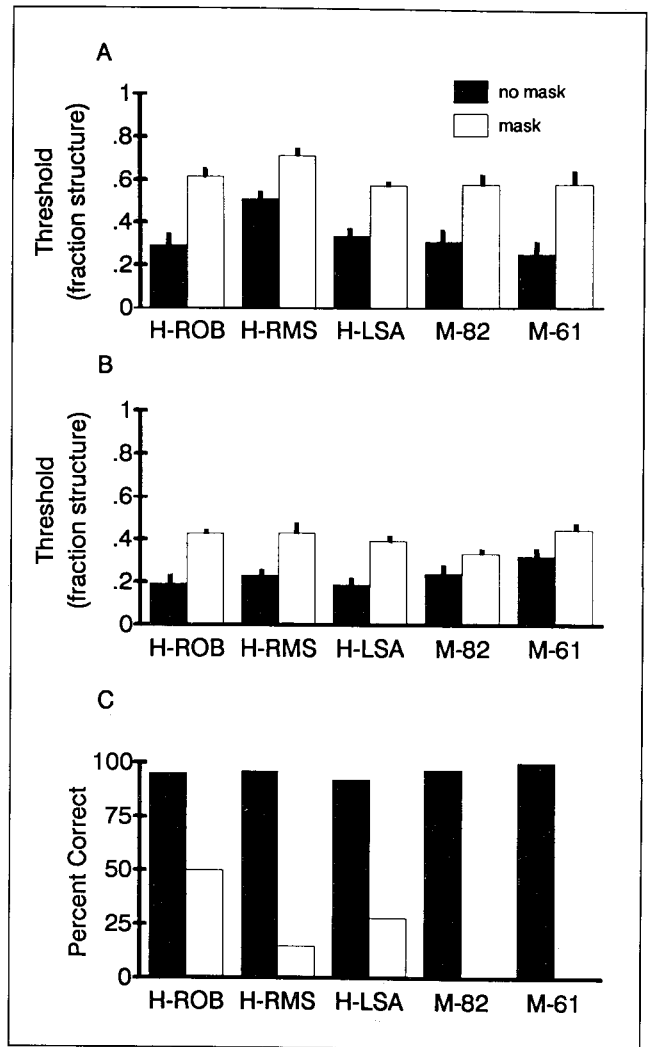 A
no mask
mask
Threshold
(fraction structure)
1
.8
.6
.4
.2
0
H-ROB H-RMS H-LSA M-82 M-61
B
Threshold
(fraction structure)
1
.8
.6
.4
.2
0
H-ROB H-RMS H-LSA M-82 M-61
C
Percent Correct
100
75
50
25
0
H-ROB H-RMS H-LSA M-82 M-61